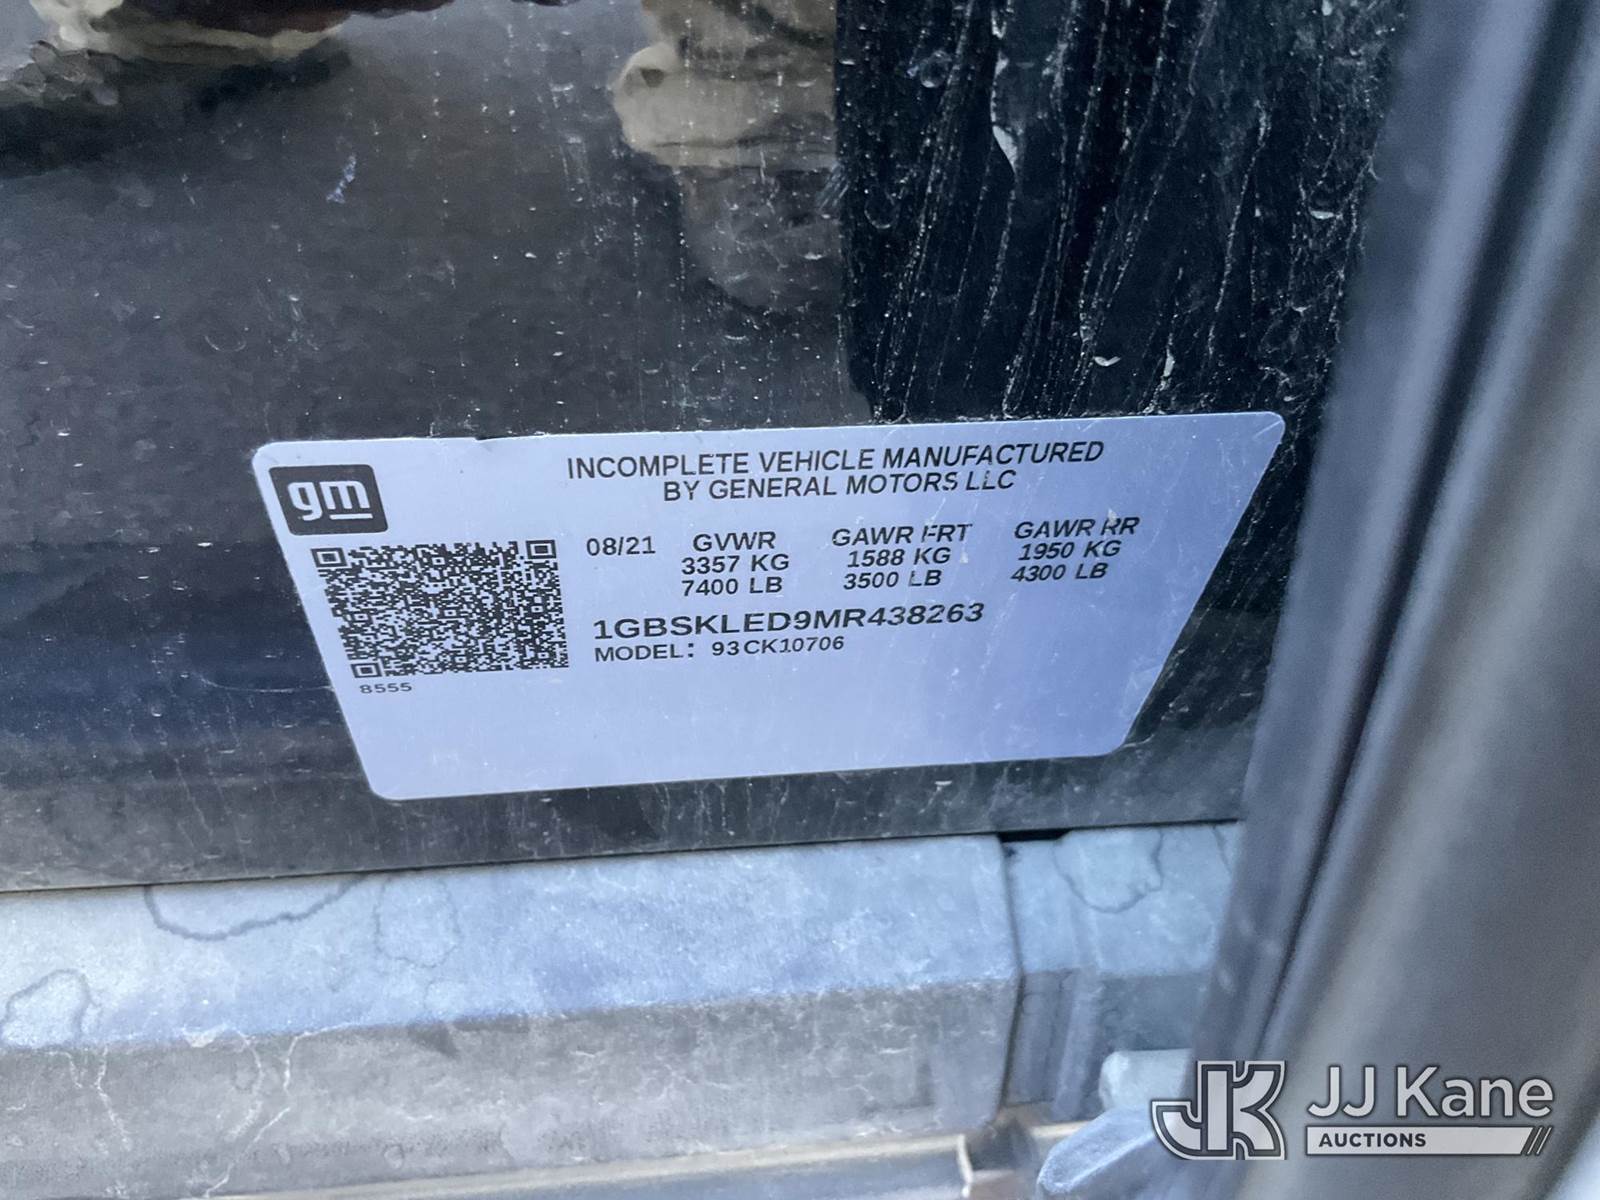 gm
INCOMPLETE VEHICLE MANUFACTURED
BY GENERAL MOTORS LLC
08/21 GVWR GAWR FRT GAWR RR
3357 KG 1588 KG 1950 KG
7400 LB 3500 LB 4300 LB
1GBSKLED9MR438263
MODEL: 93CK10706
8555
JK JJ Kane
AUCTIONS